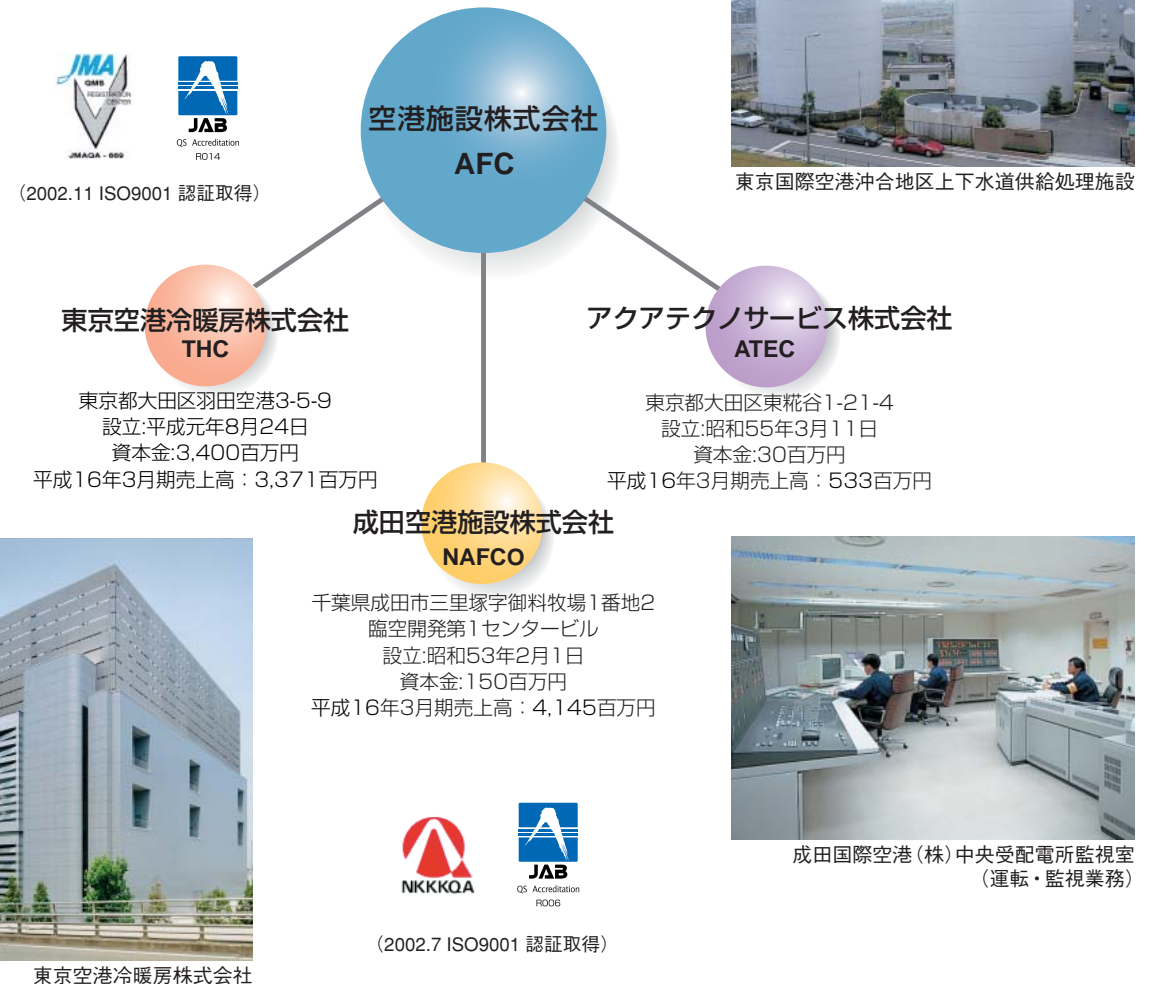 JMA
QMS
REGISTRATION
CENTER
JMAQA - 669
JAB
QS Accreditation
R014
（2002.11 ISO9001 認証取得）
空港施設株式会社
AFC
東京国際空港沖合地区上下水道供給処理施設
東京空港冷暖房株式会社
THC
東京都大田区羽田空港3-5-9
設立:平成元年8月24日
資本金:3,400百万円
平成16年3月期売上高：3,371百万円
アクアテクノサービス株式会社
ATEC
東京都大田区東糀谷1-21-4
設立:昭和55年3月11日
資本金:30百万円
平成16年3月期売上高：533百万円
成田空港施設株式会社
NAFCO
千葉県成田市三里塚字御料牧場1番地2
臨空開発第1センタービル
設立:昭和53年2月1日
資本金:150百万円
平成16年3月期売上高：4,145百万円
NKKKQA
JAB
QS Accreditation
R006
（2002.7 ISO9001 認証取得）
成田国際空港（株）中央受配電所監視室
（運転・監視業務）
東京空港冷暖房株式会社